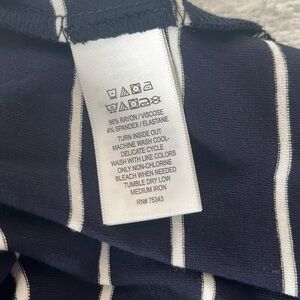 96% RAYON/VISCOSE
4% SPANDEX/ELASTANE
TURN INSIDE OUT
MACHINE WASH COOL-
DELICATE CYCLE
WASH WITH LIKE COLORS
ONLY NON-CHLORINE
BLEACH WHEN NEEDED
TUMBLE DRY LOW
MEDIUM IRON
RN# 75343